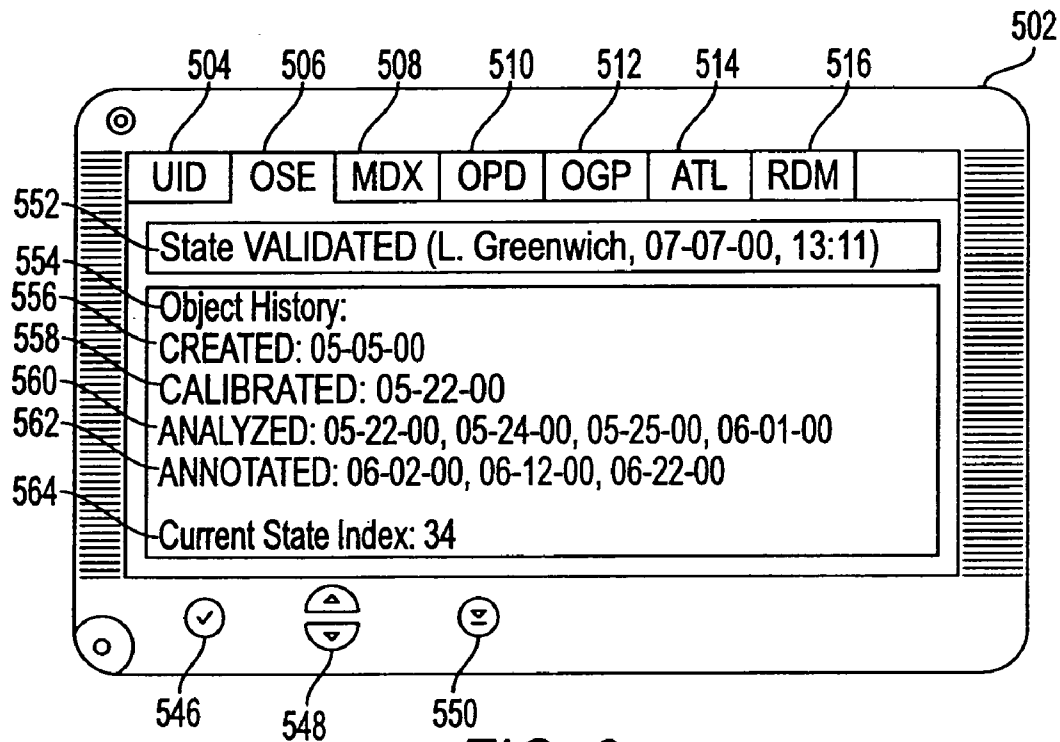 502
504 506 508 510 512 514 516
UID OSE MDX OPD OGP ATL RDM
552
State VALIDATED (L. Greenwich, 07-07-00, 13:11)
554
Object History:
556
CREATED: 05-05-00
558
CALIBRATED: 05-22-00
560
ANALYZED: 05-22-00, 05-24-00, 05-25-00, 06-01-00
562
ANNOTATED: 06-02-00, 06-12-00, 06-22-00
564
Current State Index: 34
546 548 550